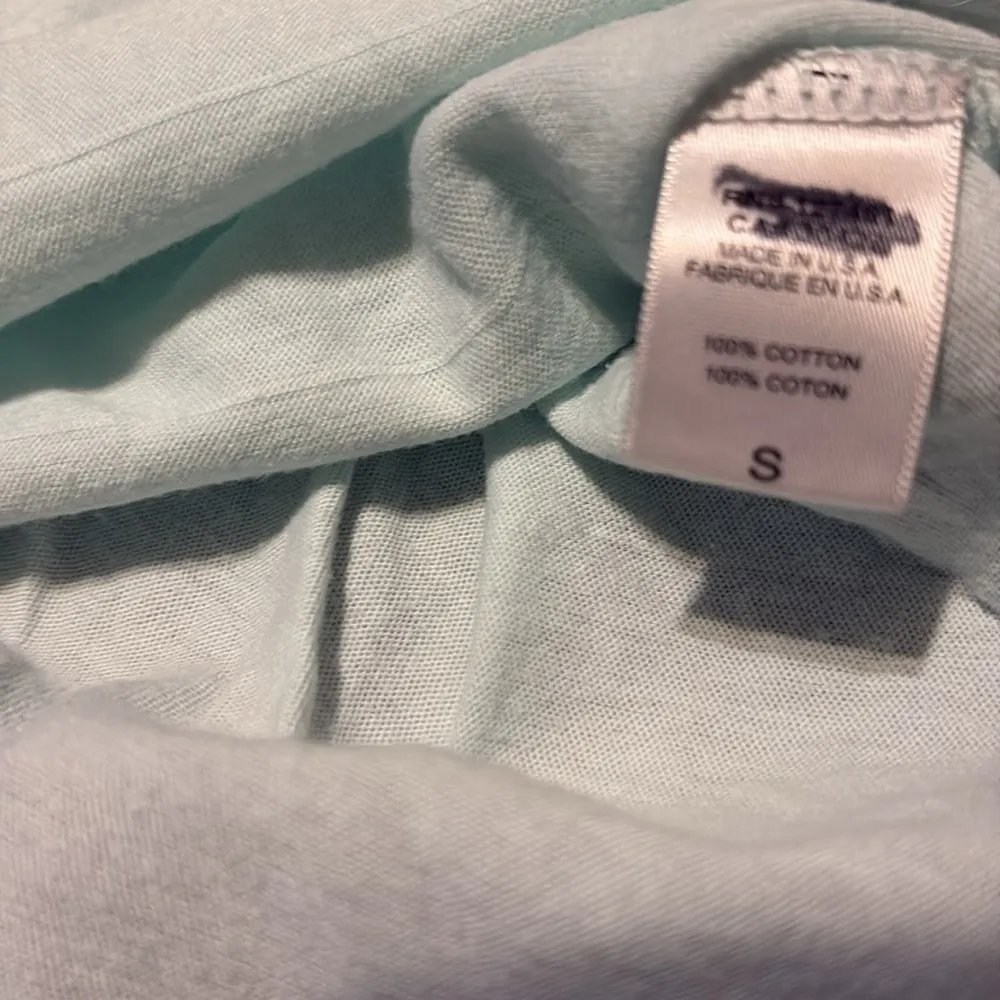 MADE IN U.S.A
FABRIQUE EN U.S.A
100% COTTON
100% COTON
S